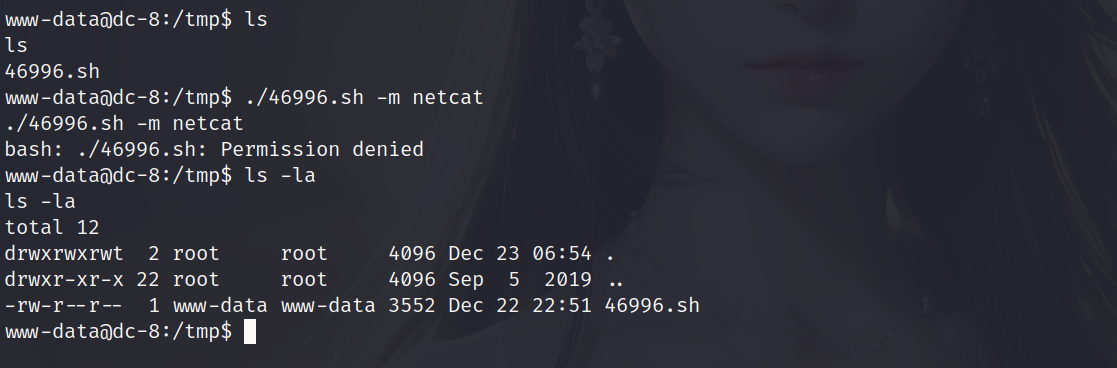 www-data@dc-8:/tmp$ ls
ls
46996.sh
www-data@dc-8:/tmp$ ./46996.sh -m netcat
./46996.sh -m netcat
bash: ./46996.sh: Permission denied
www-data@dc-8:/tmp$ ls -la
ls -la
total 12
drwxrwxrwt  2 root     root     4096 Dec 23 06:54 .
drwxr-xr-x 22 root     root     4096 Sep  5  2019 ..
-rw-r--r--  1 www-data www-data 3552 Dec 22 22:51 46996.sh
www-data@dc-8:/tmp$